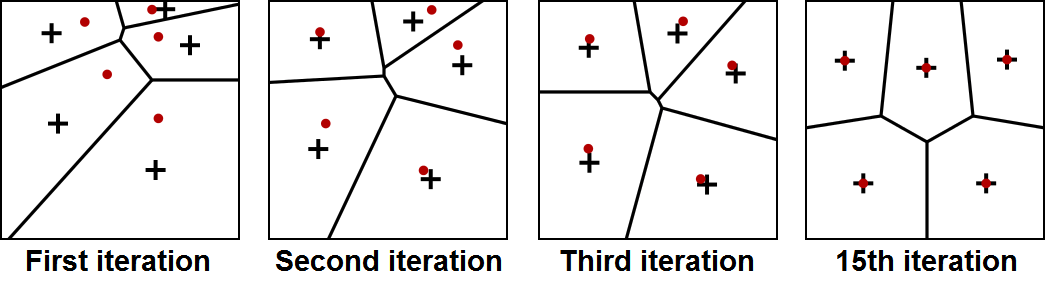 First iteration
Second iteration
Third iteration
15th iteration